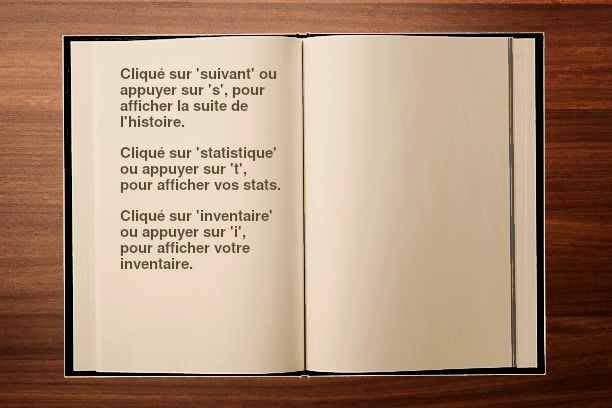 Cliqué sur 'suivant' ou
appuyer sur 's', pour
afficher la suite de
l'histoire.
Cliqué sur 'statistique'
ou appuyer sur 't',
pour afficher vos stats.
Cliqué sur 'inventaire'
ou appuyer sur 'i',
pour afficher votre
inventaire.